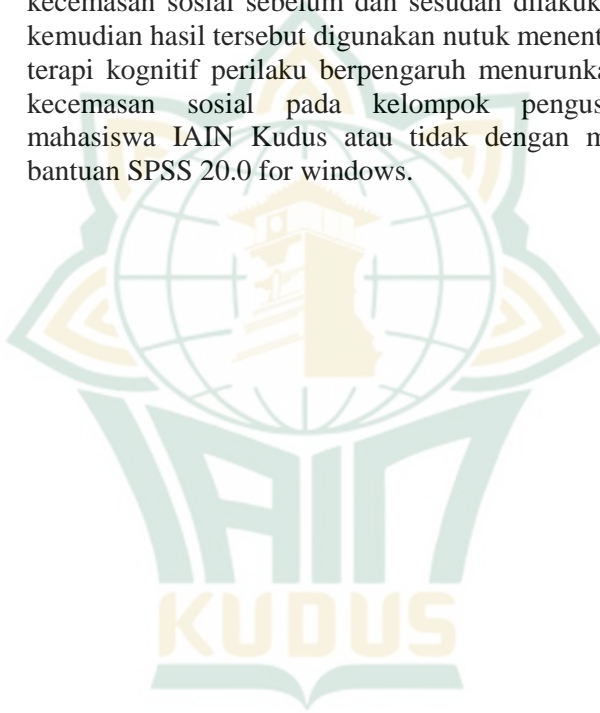 kecemasan sosial sebelum dan sesudah dilakuk
kemudian hasil tersebut digunakan nutuk menent
terapi kognitif perilaku berpengaruh menurunka
kecemasan sosial pada kelompok pengus
mahasiswa IAIN Kudus atau tidak dengan m
bantuan SPSS 20.0 for windows.
IAIN
KUDUS